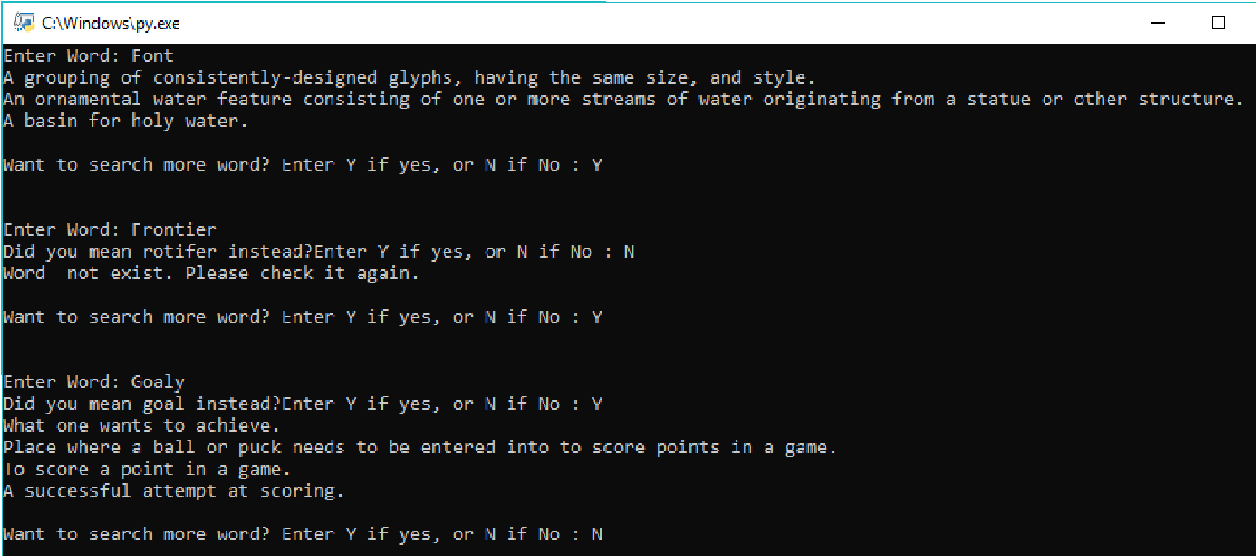 C:\Windows\py.exe
Enter Word: Font
A grouping of consistently-designed glyphs, having the same size, and style.
An ornamental water feature consisting of one or more streams of water originating from a statue or other structure.
A basin for holy water.
Want to search more word? Enter Y if yes, or N if No : Y
Enter Word: Frontier
Did you mean rotifer instead?Enter Y if yes, or N if No : N
Word  not exist. Please check it again.
Want to search more word? Enter Y if yes, or N if No : Y
Enter Word: Goaly
Did you mean goal instead?Enter Y if yes, or N if No : Y
What one wants to achieve.
Place where a ball or puck needs to be entered into to score points in a game.
To score a point in a game.
A successful attempt at scoring.
Want to search more word? Enter Y if yes, or N if No : N